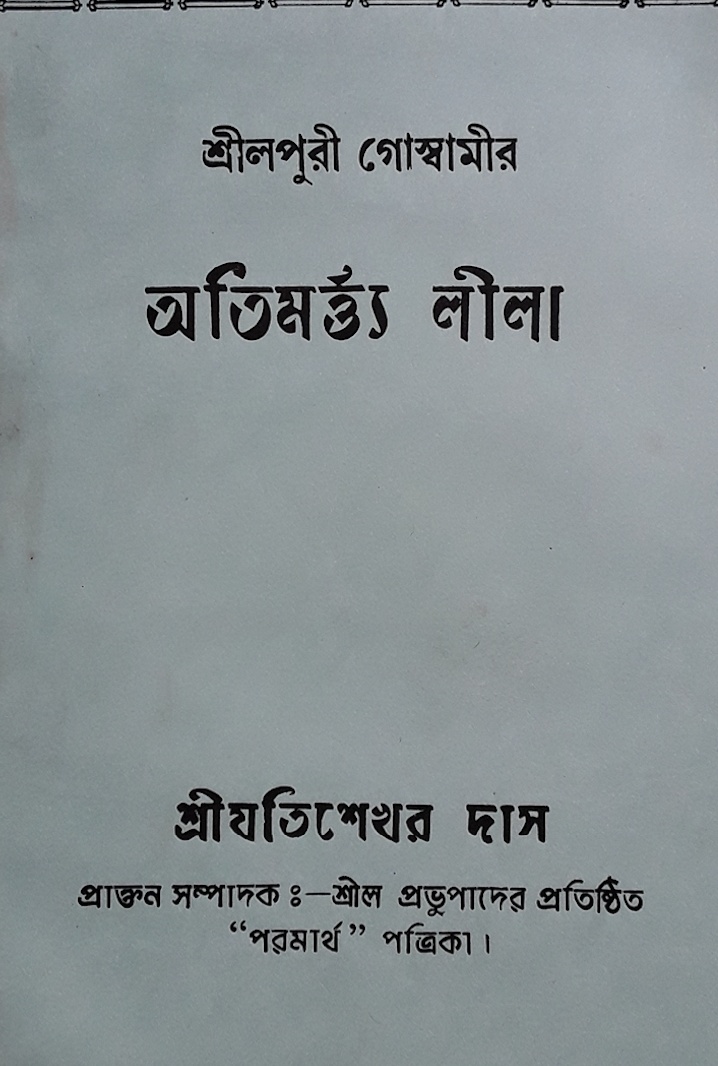 শ্রীলপুরী গোস্বামীর
অতিমর্ত্ত্য লীলা
শ্রীযতিশেখর দাস
প্রাক্তন সম্পাদক ঃ—শ্রীল প্রভুপাদের প্রতিষ্ঠিত
“পরমার্থ” পত্রিকা।